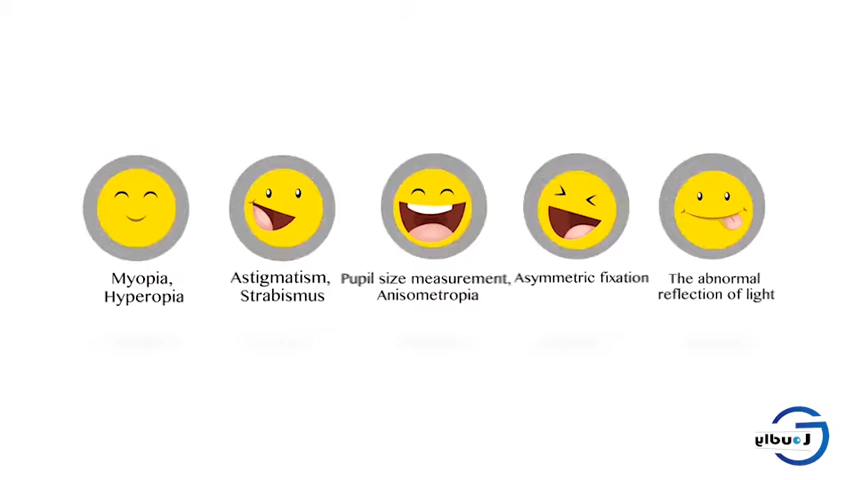 Myopia,
Hyperopia
Astigmatism,
Strabismus
Pupil size measurement,
Anisometropia
Asymmetric fixation
The abnormal
reflection of light